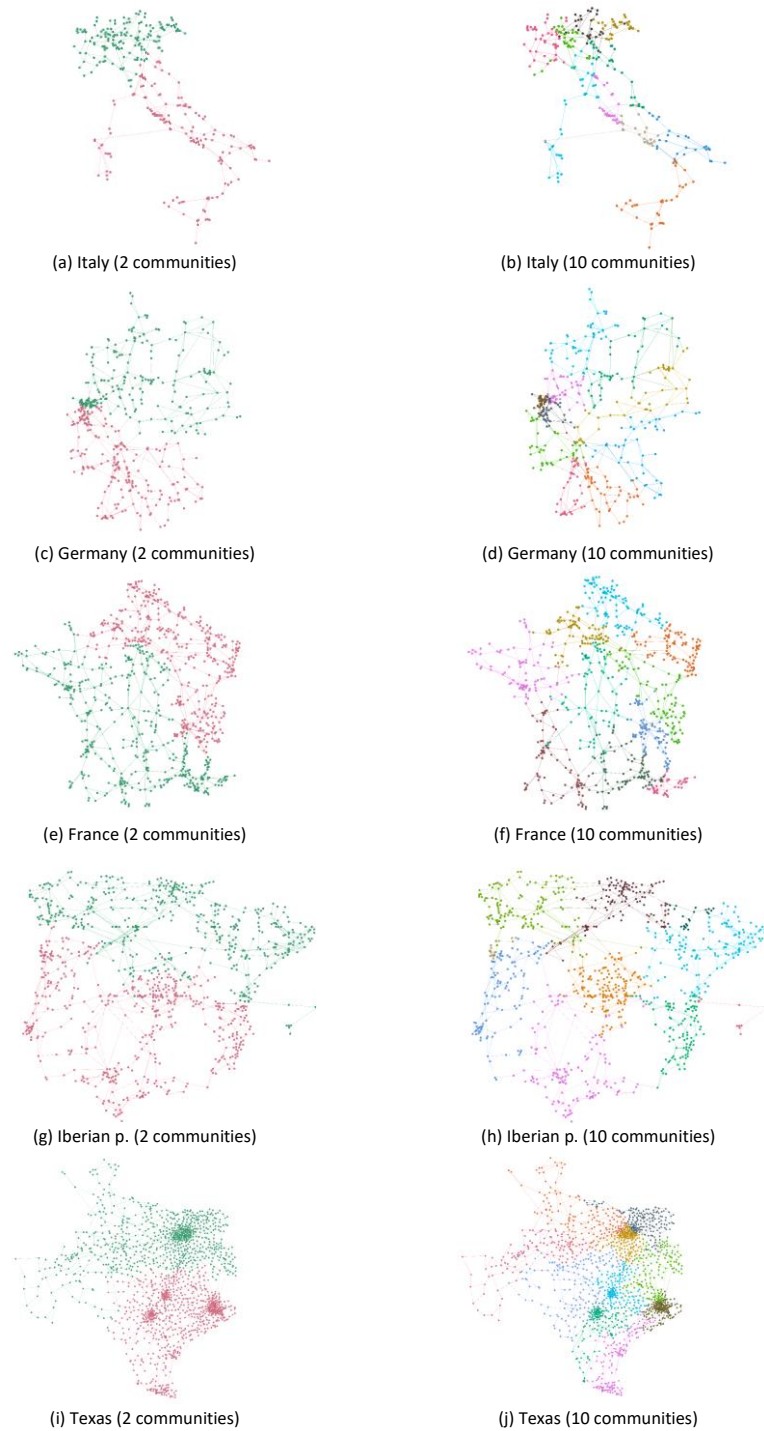 (a) Italy (2 communities)
(b) Italy (10 communities)
(c) Germany (2 communities)
(d) Germany (10 communities)
(e) France (2 communities)
(f) France (10 communities)
(g) Iberian p. (2 communities)
(h) Iberian p. (10 communities)
(i) Texas (2 communities)
(j) Texas (10 communities)